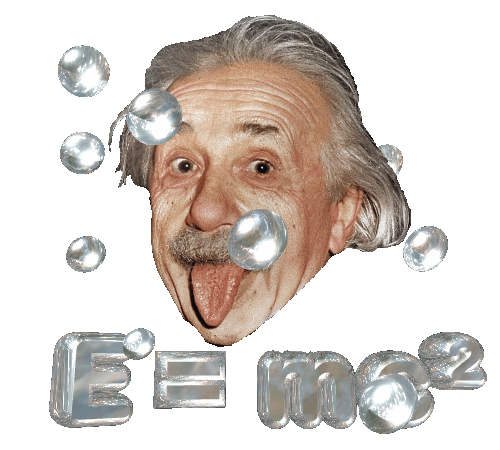 E = mc²